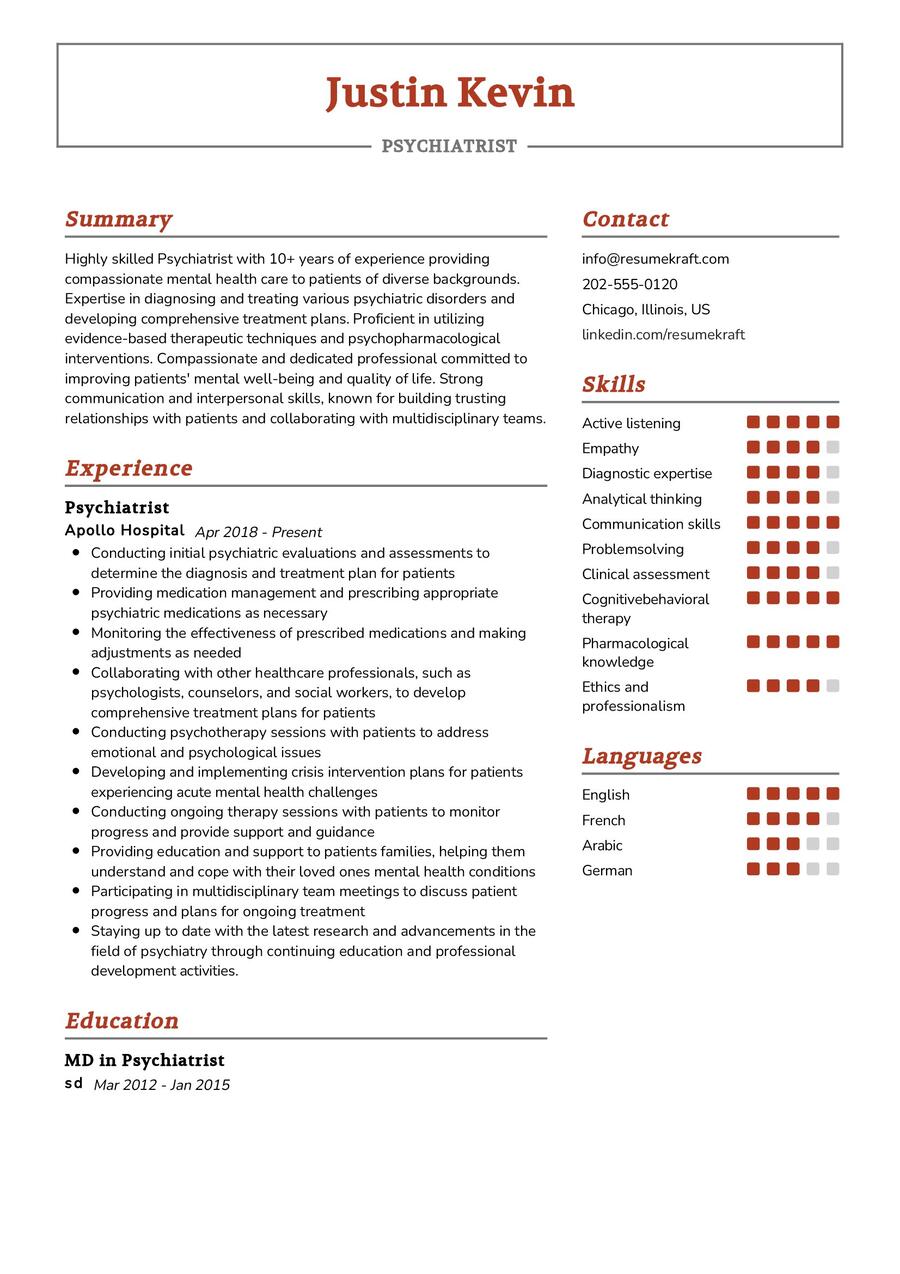 Justin Kevin
PSYCHIATRIST
Summary
Highly skilled Psychiatrist with 10+ years of experience providing
compassionate mental health care to patients of diverse backgrounds.
Expertise in diagnosing and treating various psychiatric disorders and
developing comprehensive treatment plans. Proficient in utilizing
evidence-based therapeutic techniques and psychopharmacological
interventions. Compassionate and dedicated professional committed to
improving patients' mental well-being and quality of life. Strong
communication and interpersonal skills, known for building trusting
relationships with patients and collaborating with multidisciplinary teams.
Experience
Psychiatrist
Apollo Hospital Apr 2018 - Present
• Conducting initial psychiatric evaluations and assessments to
determine the diagnosis and treatment plan for patients
• Providing medication management and prescribing appropriate
psychiatric medications as necessary
• Monitoring the effectiveness of prescribed medications and making
adjustments as needed
• Collaborating with other healthcare professionals, such as
psychologists, counselors, and social workers, to develop
comprehensive treatment plans for patients
• Conducting psychotherapy sessions with patients to address
emotional and psychological issues
• Developing and implementing crisis intervention plans for patients
experiencing acute mental health challenges
• Conducting ongoing therapy sessions with patients to monitor
progress and provide support and guidance
• Providing education and support to patients families, helping them
understand and cope with their loved ones mental health conditions
• Participating in multidisciplinary team meetings to discuss patient
progress and plans for ongoing treatment
• Staying up to date with the latest research and advancements in the
field of psychiatry through continuing education and professional
development activities.
Education
MD in Psychiatrist
sd Mar 2012 - Jan 2015
Contact
info@resumekraft.com
202-555-0120
Chicago, Illinois, US
linkedin.com/resumekraft
Skills
Active listening
Empathy
Diagnostic expertise
Analytical thinking
Communication skills
Problemsolving
Clinical assessment
Cognitivebehavioral
therapy
Pharmacological
knowledge
Ethics and
professionalism
Languages
English
French
Arabic
German